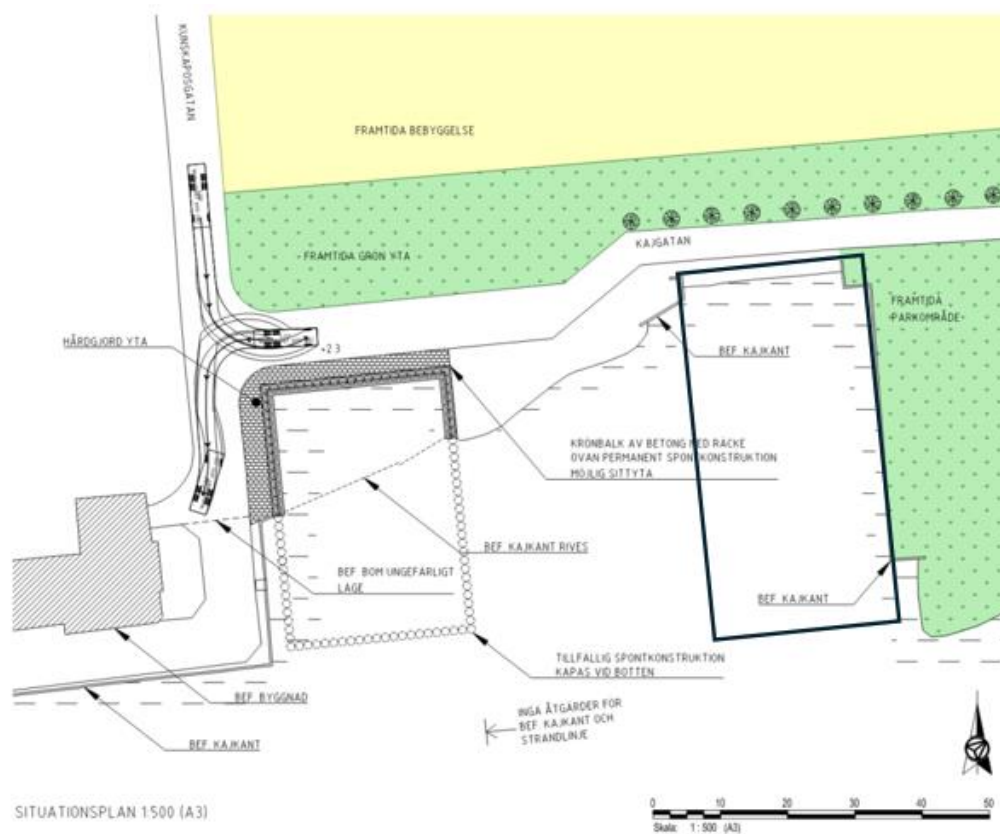 KUNSKAPSGATAN
FRAMTIDA BEBYGGELSE
FRAMTIDA GRÖN YTA
KAJGATAN
FRAMTIDA
PARKOMRÅDE
HÅRDGJORD YTA
+2.3
BEF. KAJKANT
KRÖNBALK AV BETONG MED RÄCKE
OVAN PERMANENT SPONTKONSTRUKTION
MÖJLIG SITTYTA
BEF. KAJKANT RIVES
BEF. BOM UNGEFÄRLIGT
LÄGE
BEF. KAJKANT
TILLFÄLLIG SPONTKONSTRUKTION
KAPAS VID BOTTEN
BEF. BYGGNAD
INGA ÅTGÄRDER FÖR
BEF. KAJKANT OCH
STRANDLINJE
BEF. KAJKANT
SITUATIONSPLAN 1:500 (A3)
0 10 20 30 40 50
Skala: 1 : 500 (A3)